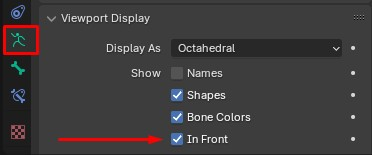 Viewport Display
Display As Octahedral
Show Names
Shapes
Bone Colors
In Front